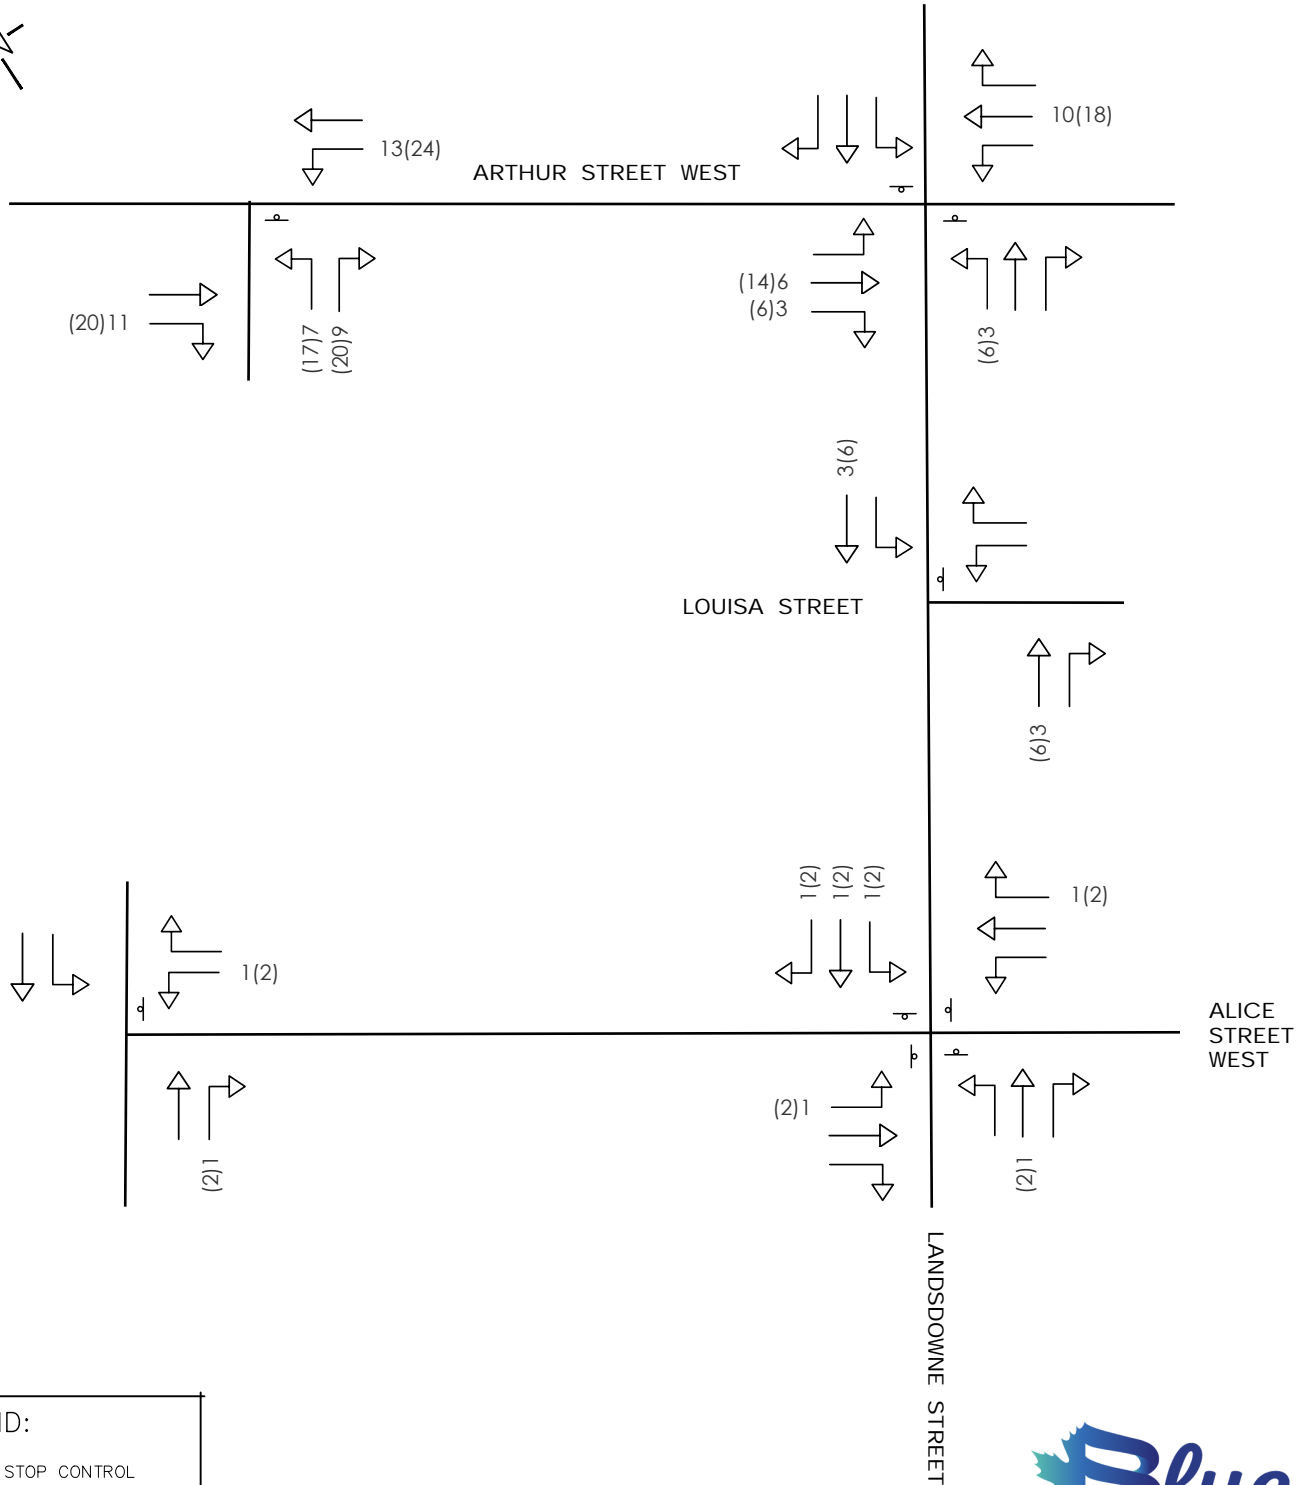 10(18)
13(24)
ARTHUR STREET WEST
(14)6
(6)3
(20)11
(17)7
(20)9
(6)3
3(6)
LOUISA STREET
(6)3
1(2)
1(2)
1(2)
1(2)
1(2)
ALICE
STREET
WEST
(2)1
(2)1
(2)1
LANDSDOWNE STREET
D:
STOP CONTROL
Blue